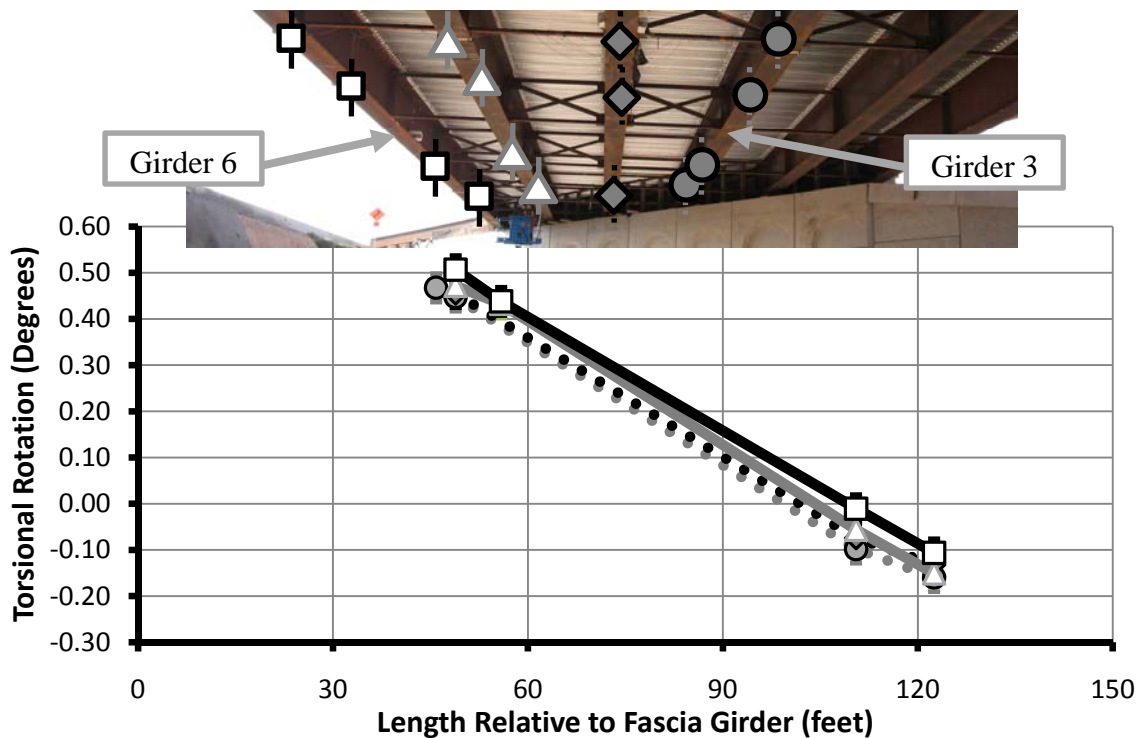 Girder 6
Girder 3
0.60
0.50
0.40
0.30
0.20
0.10
0.00
-0.10
-0.20
-0.30
Torsional Rotation (Degrees)
0 30 60 90 120 150
Length Relative to Fascia Girder (feet)